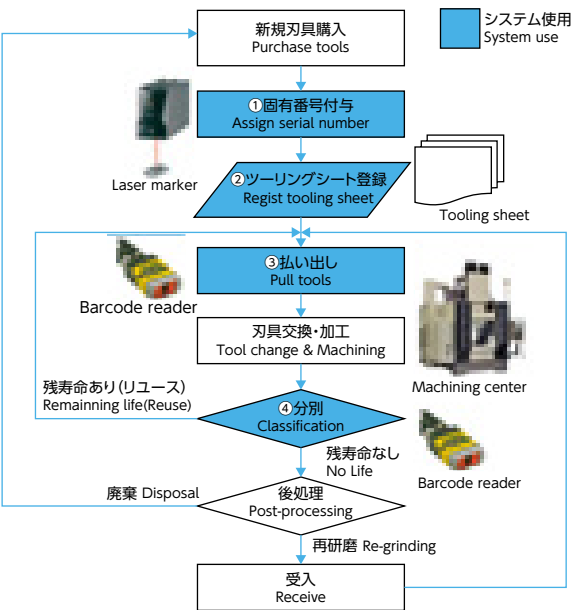 新規刃具購入
Purchase tools
システム使用
System use
①固有番号付与
Assign serial number
Laser marker
②ツーリングシート登録
Regist tooling sheet
Tooling sheet
③払い出し
Pull tools
Barcode reader
刃具交換・加工
Tool change & Machining
Machining center
残寿命あり(リユース)
Remainning life(Reuse)
④分別
Classification
残寿命なし
No Life
Barcode reader
廃棄 Disposal
後処理
Post-processing
再研磨 Re-grinding
受入
Receive